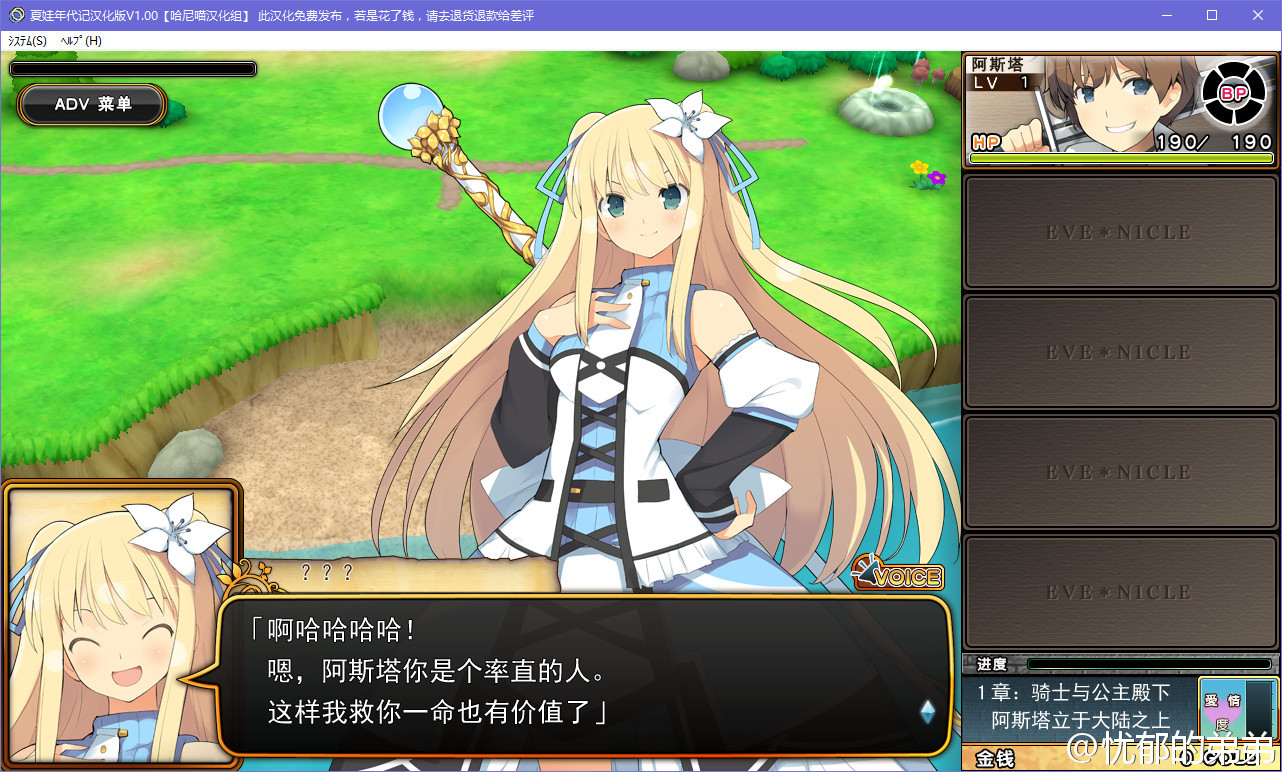 夏娃年代记汉化版V1.00【哈尼喵汉化组】 此汉化免费发布，若是花了钱，请去退货退款给差评
ｼｽﾃﾑ(S) ﾍﾙﾌﾟ(H)
ADV 菜单
阿斯塔
LV 1
BP
HP 190/ 190
EVE＊NICLE
EVE＊NICLE
EVE＊NICLE
EVE＊NICLE
？？？
VOICE
「啊哈哈哈哈！
嗯，阿斯塔你是个率直的人。
这样我救你一命也有价值了」
进度
1章：骑士与公主殿下
阿斯塔立于大陆之上
愛情度
金钱 0 GOLD
@忧郁的弟弟